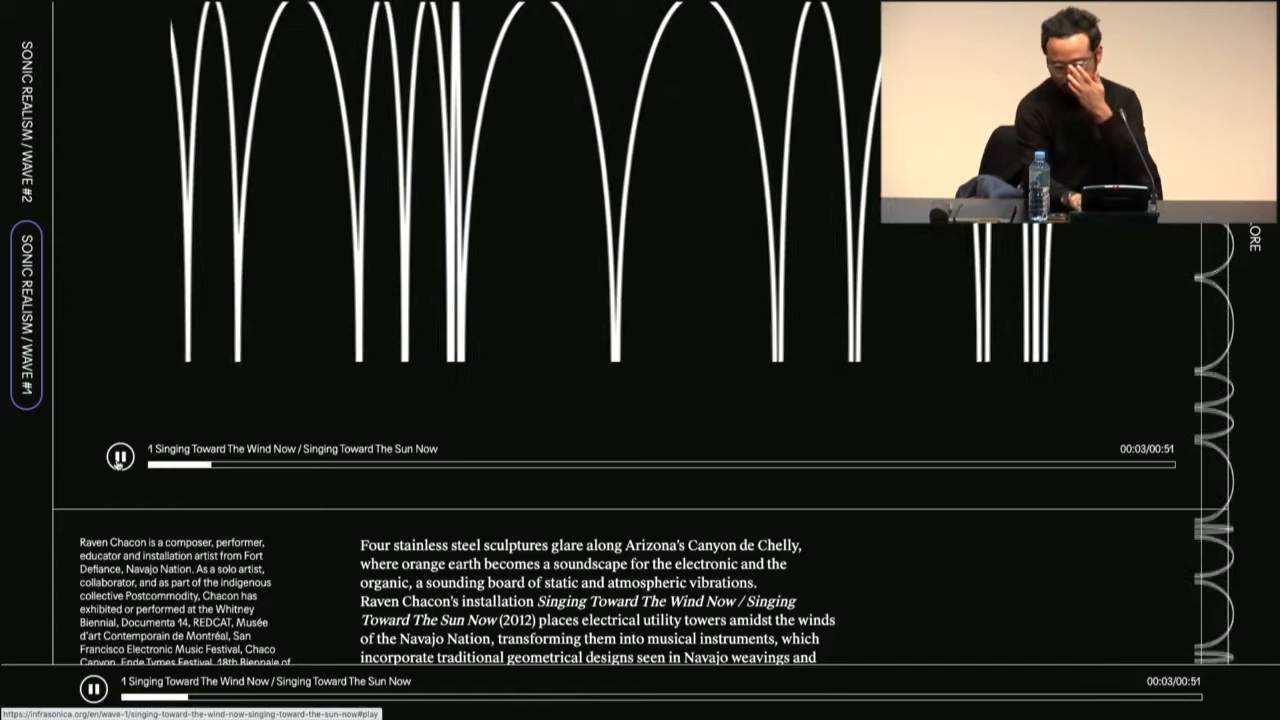 SONIC REALISM / WAVE #2
SONIC REALISM / WAVE #1
ORE
1 Singing Toward The Wind Now / Singing Toward The Sun Now
00:03/00:51
Raven Chacon is a composer, performer,
educator and installation artist from Fort
Defiance, Navajo Nation. As a solo artist,
collaborator, and as part of the indigenous
collective Postcommodity, Chacon has
exhibited or performed at the Whitney
Biennial, Documenta 14, REDCAT, Musée
d'art Contemporain de Montréal, San
Francisco Electronic Music Festival, Chaco
Canyon, Ende Tymes Festival, 18th Biennale of
Four stainless steel sculptures glare along Arizona's Canyon de Chelly,
where orange earth becomes a soundscape for the electronic and the
organic, a sounding board of static and atmospheric vibrations.
Raven Chacon's installation Singing Toward The Wind Now / Singing
Toward The Sun Now (2012) places electrical utility towers amidst the winds
of the Navajo Nation, transforming them into musical instruments, which
incorporate traditional geometrical designs seen in Navajo weavings and
1 Singing Toward The Wind Now / Singing Toward The Sun Now
00:03/00:51
https://infrasonica.org/en/wave-1/singing-toward-the-wind-now-singing-toward-the-sun-now#play